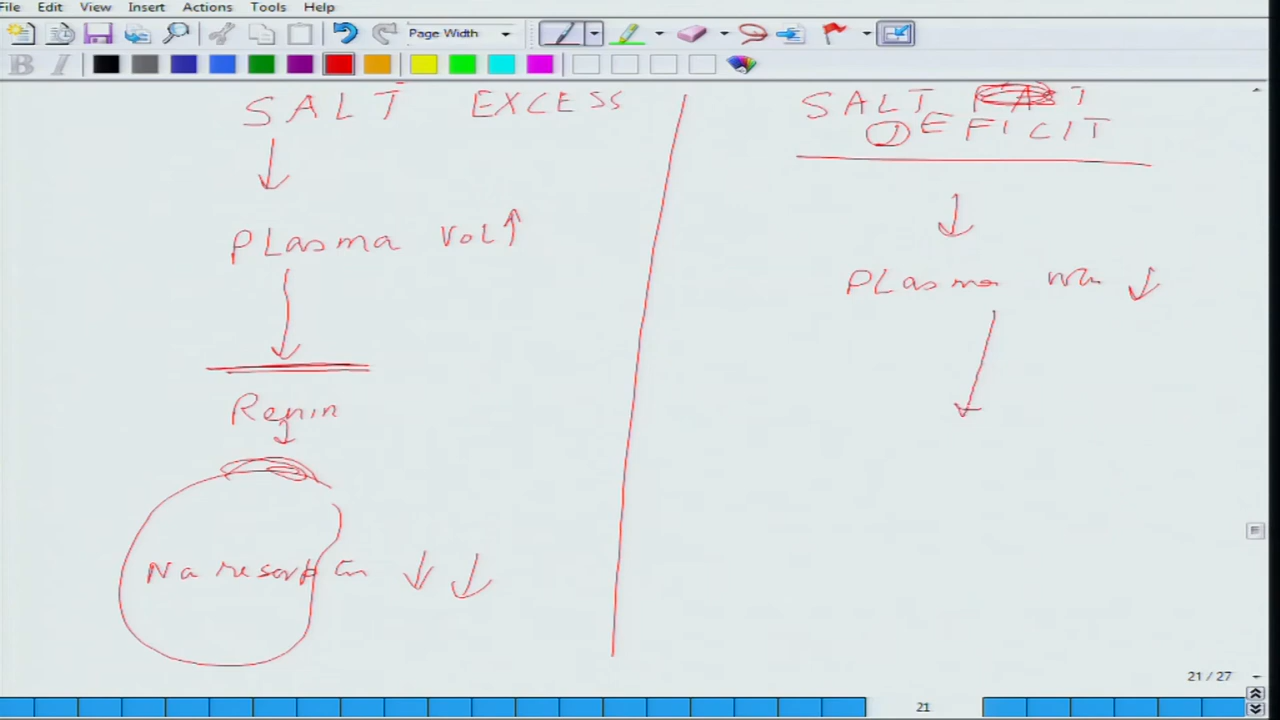 File Edit View Insert Actions Tools Help
Page Width
B I
SALT EXCESS
Plasma Vol ↑
Renin
Na resorp
↓ ↓
SALT
DEFICIT
Plasma ↓
21 / 27
21